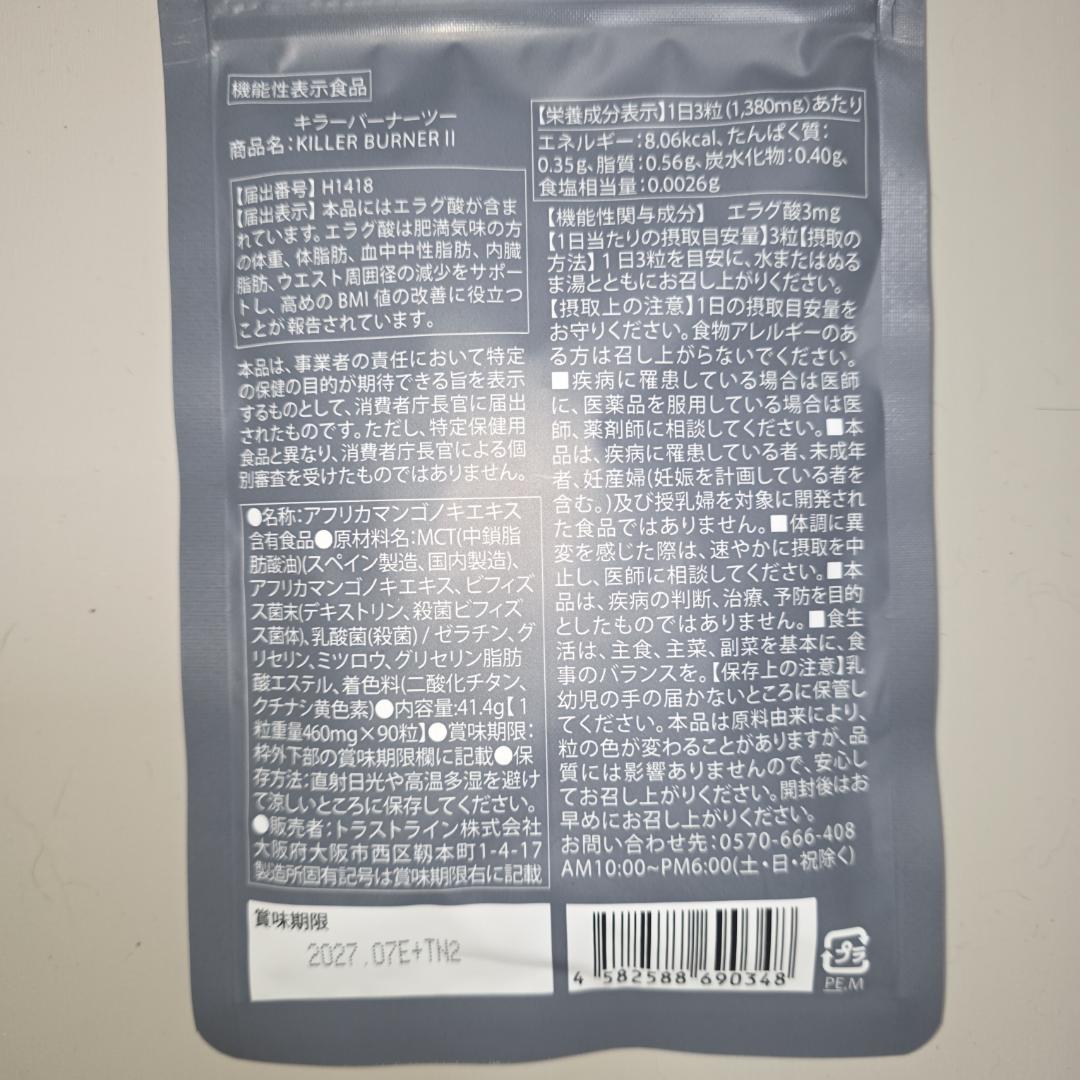 機能性表示食品
キラーバーナーツー
商品名：KILLER BURNER II
【届出番号】H1418
【届出表示】本品にはエラグ酸が含ま
れています。エラグ酸は肥満気味の方
の体重、体脂肪、血中中性脂肪、内臓
脂肪、ウエスト周囲径の減少をサポー
トし、高めのBMI値の改善に役立つ
ことが報告されています。
本品は、事業者の責任において特定
の保健の目的が期待できる旨を表示
するものとして、消費者庁長官に届出
されたものです。ただし、特定保健用
食品と異なり、消費者庁長官による個
別審査を受けたものではありません。
●名称：アフリカマンゴノキエキス
含有食品●原材料名：MCT(中鎖脂
肪酸油)(スペイン製造、国内製造)、
アフリカマンゴノキエキス、ビフィズ
ス菌末(デキストリン、殺菌ビフィズ
ス菌体)、乳酸菌(殺菌) / ゼラチン、グ
リセリン、ミツロウ、グリセリン脂肪
酸エステル、着色料(二酸化チタン、
クチナシ黄色素)●内容量:41.4g【1
粒重量460mg×90粒】●賞味期限：
枠外下部の賞味期限欄に記載●保
存方法：直射日光や高温多湿を避け
て涼しいところに保存してください。
●販売者：トラストライン株式会社
大阪府大阪市西区靱本町1-4-17
製造所固有記号は賞味期限右に記載
【栄養成分表示】1日3粒(1,380mg)あたり
エネルギー：8.06kcal、たんぱく質：
0.35g、脂質：0.56g、炭水化物：0.40g、
食塩相当量：0.0026g
【機能性関与成分】 エラグ酸3mg
【1日当たりの摂取目安量】3粒【摂取の
方法】1日3粒を目安に、水またはぬる
ま湯とともにお召し上がりください。
【摂取上の注意】1日の摂取目安量を
お守りください。食物アレルギーのあ
る方は召し上がらないでください。
■疾病に罹患している場合は医師
に、医薬品を服用している場合は医
師、薬剤師に相談してください。■本
品は、疾病に罹患している者、未成年
者、妊産婦(妊娠を計画している者を
含む。)及び授乳婦を対象に開発され
た食品ではありません。■体調に異
変を感じた際は、速やかに摂取を中
止し、医師に相談してください。■本
品は、疾病の判断、治療、予防を目的
としたものではありません。■食生
活は、主食、主菜、副菜を基本に、食
事のバランスを。【保存上の注意】乳
幼児の手の届かないところに保管し
てください。本品は原料由来により、
粒の色が変わることがありますが、品
質には影響ありませんので、安心し
てお召し上がりください。開封後はお
早めにお召し上がりください。
お問い合わせ先：0570-666-408
AM10:00~PM6:00(土・日・祝除く)
賞味期限
2027.07E+TN2
4 582588 690348
プラ
PE.M